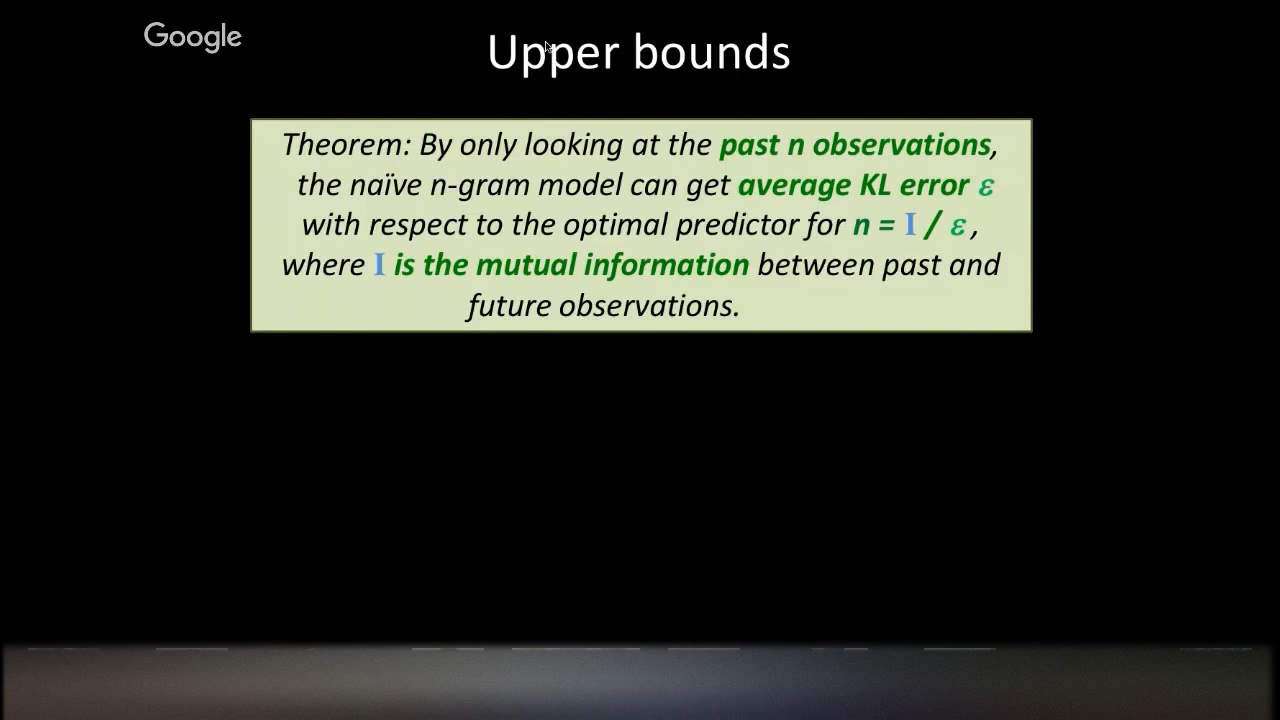 Google
Upper bounds
Theorem: By only looking at the past n observations,
the naïve n-gram model can get average KL error ε
with respect to the optimal predictor for n = I / ε ,
where I is the mutual information between past and
future observations.